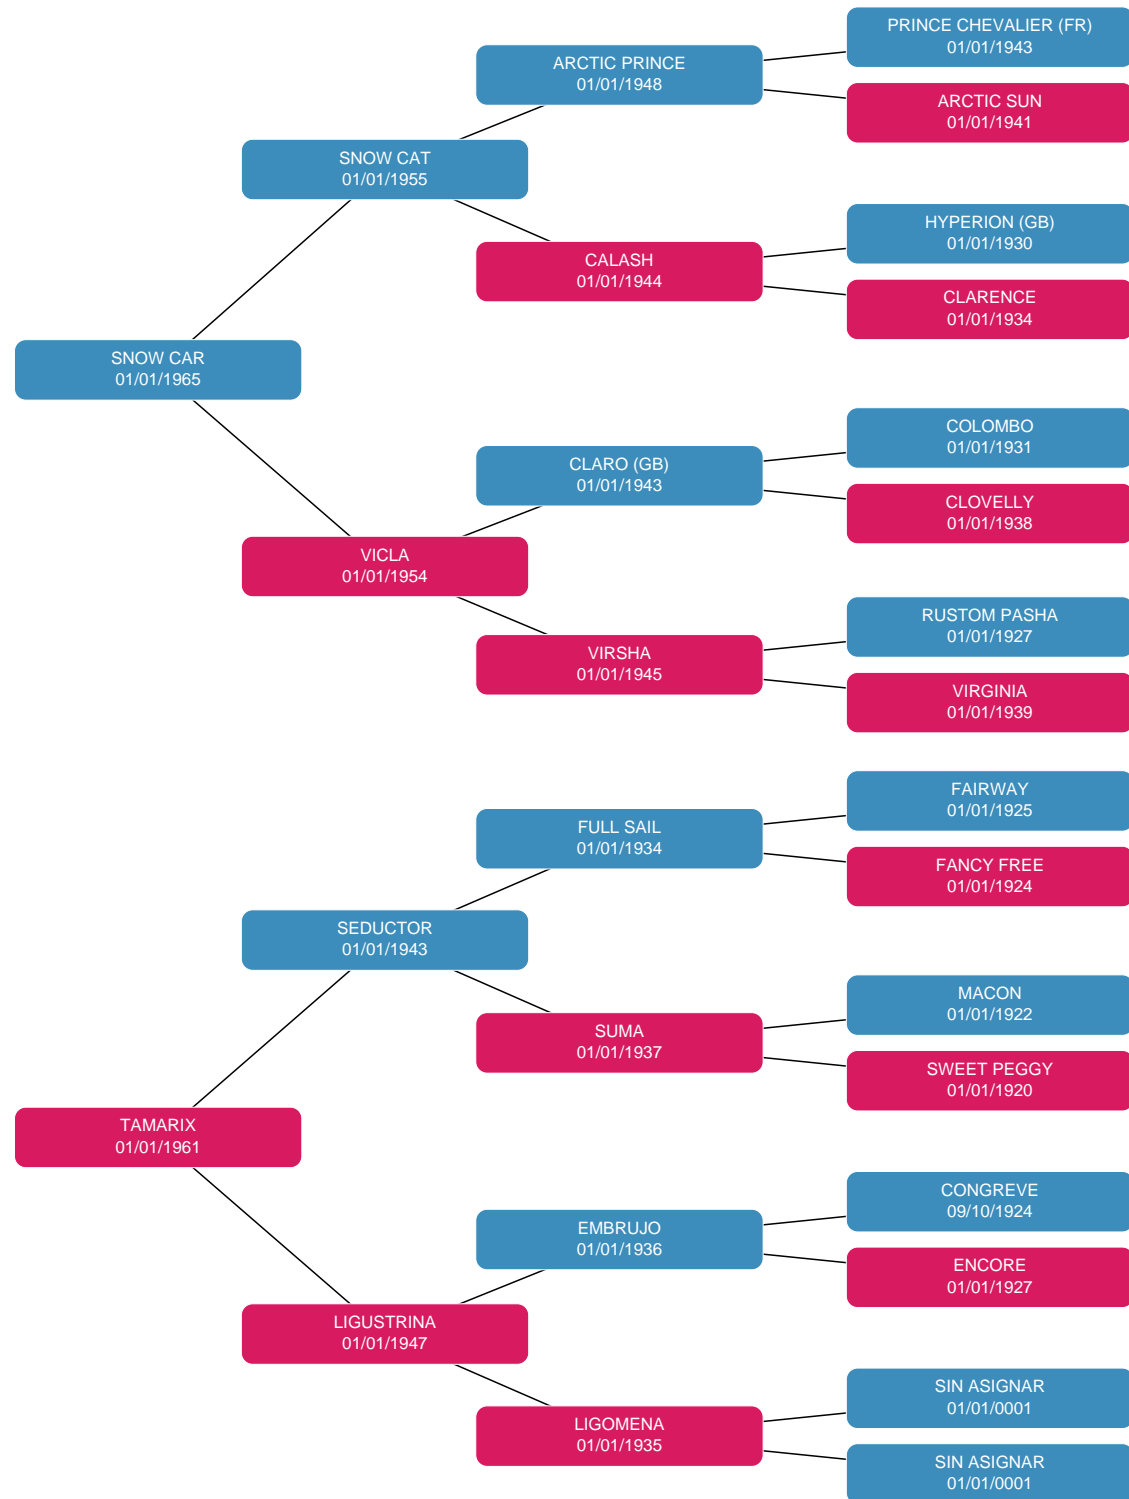 PRINCE CHEVALIER (FR)
01/01/1943
ARCTIC PRINCE
01/01/1948
ARCTIC SUN
01/01/1941
SNOW CAT
01/01/1955
HYPERION (GB)
01/01/1930
CALASH
01/01/1944
CLARENCE
01/01/1934
SNOW CAR
01/01/1965
COLOMBO
01/01/1931
CLARO (GB)
01/01/1943
CLOVELLY
01/01/1938
VICLA
01/01/1954
RUSTOM PASHA
01/01/1927
VIRSHA
01/01/1945
VIRGINIA
01/01/1939
FAIRWAY
01/01/1925
FULL SAIL
01/01/1934
FANCY FREE
01/01/1924
SEDUCTOR
01/01/1943
MACON
01/01/1922
SUMA
01/01/1937
SWEET PEGGY
01/01/1920
TAMARIX
01/01/1961
CONGREVE
09/10/1924
EMBRUJO
01/01/1936
ENCORE
01/01/1927
LIGUSTRINA
01/01/1947
SIN ASIGNAR
01/01/0001
LIGOMENA
01/01/1935
SIN ASIGNAR
01/01/0001